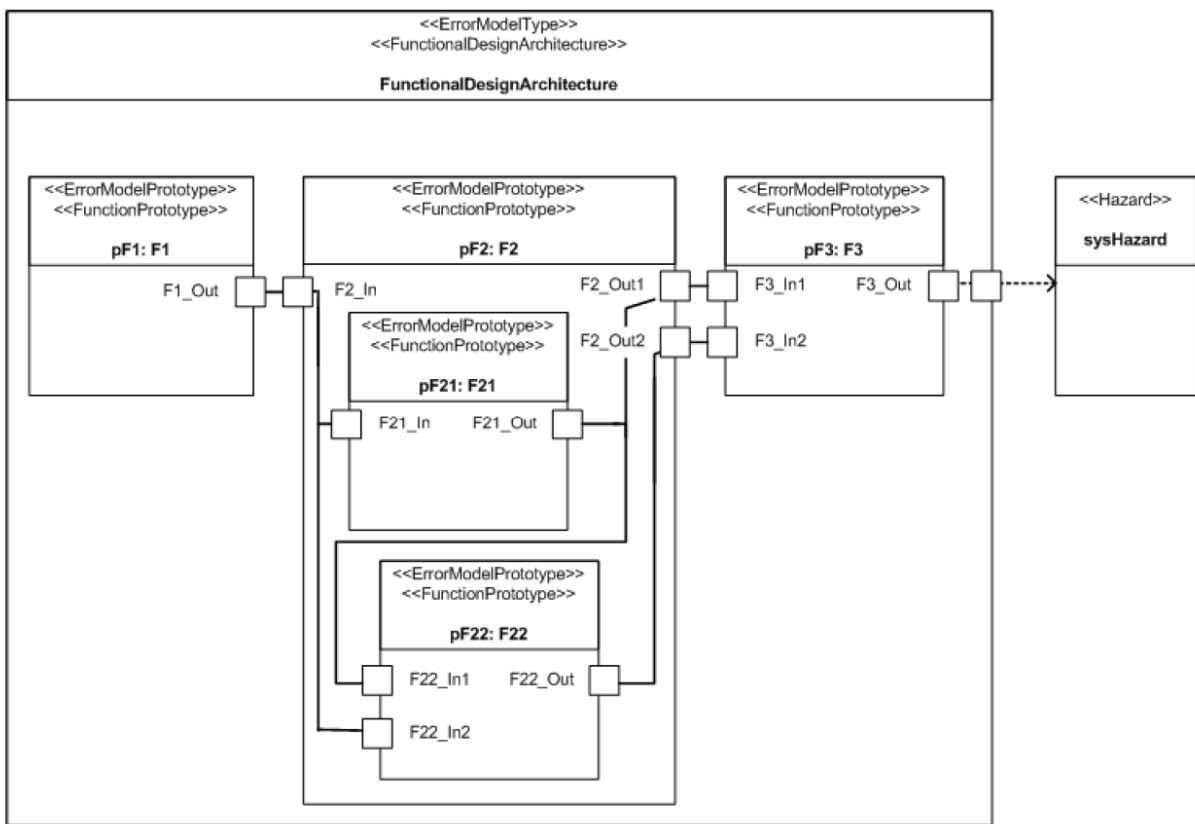 <<ErrorModelType>>
<<FunctionalDesignArchitecture>>
FunctionalDesignArchitecture
<<ErrorModelPrototype>>
<<FunctionPrototype>>
pF1: F1
F1_Out
<<ErrorModelPrototype>>
<<FunctionPrototype>>
pF2: F2
F2_In
F2_Out1
F2_Out2
<<ErrorModelPrototype>>
<<FunctionPrototype>>
pF21: F21
F21_In
F21_Out
<<ErrorModelPrototype>>
<<FunctionPrototype>>
pF22: F22
F22_In1
F22_Out
F22_In2
<<ErrorModelPrototype>>
<<FunctionPrototype>>
pF3: F3
F3_In1
F3_Out
F3_In2
<<Hazard>>
sysHazard